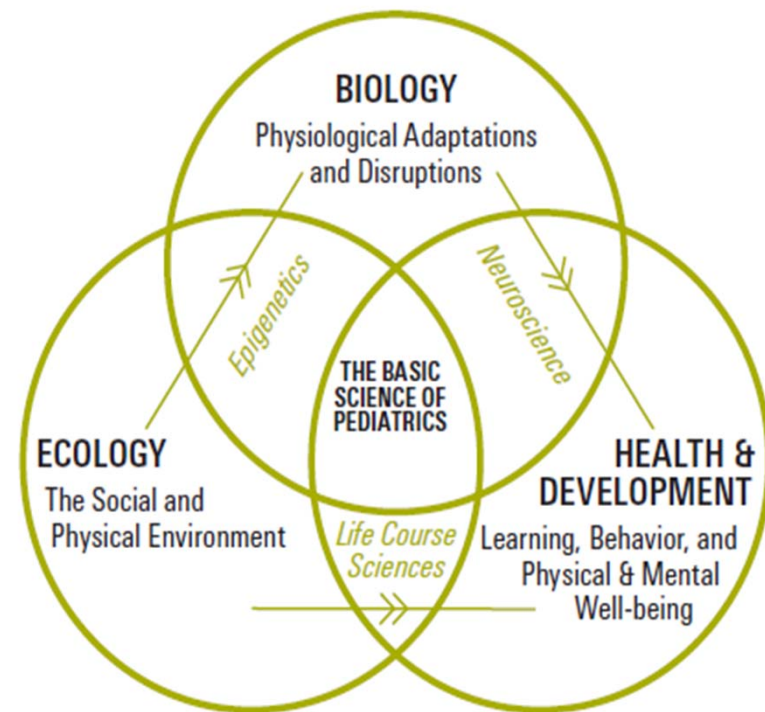 BIOLOGY
Physiological Adaptations
and Disruptions
Epigenetics
Neuroscience
THE BASIC
SCIENCE OF
PEDIATRICS
ECOLOGY
The Social and
Physical Environment
HEALTH &
DEVELOPMENT
Learning, Behavior, and
Physical & Mental
Well-being
Life Course
Sciences